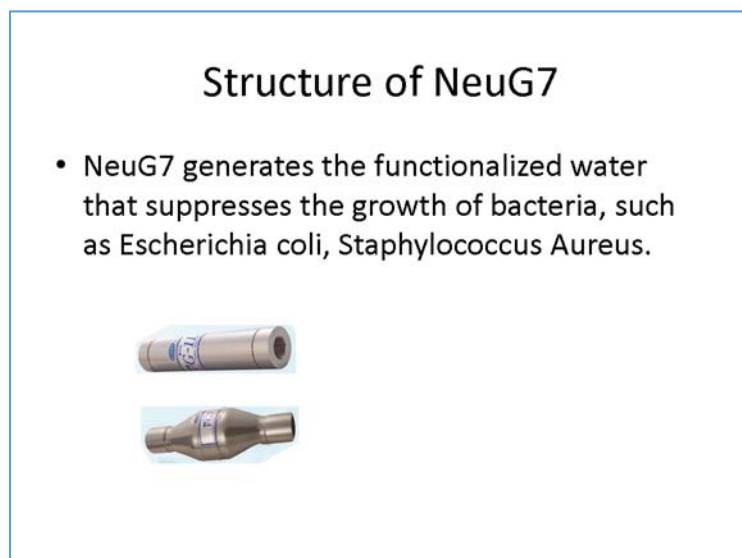 Structure of NeuG7
• NeuG7 generates the functionalized water
that suppresses the growth of bacteria, such
as Escherichia coli, Staphylococcus Aureus.